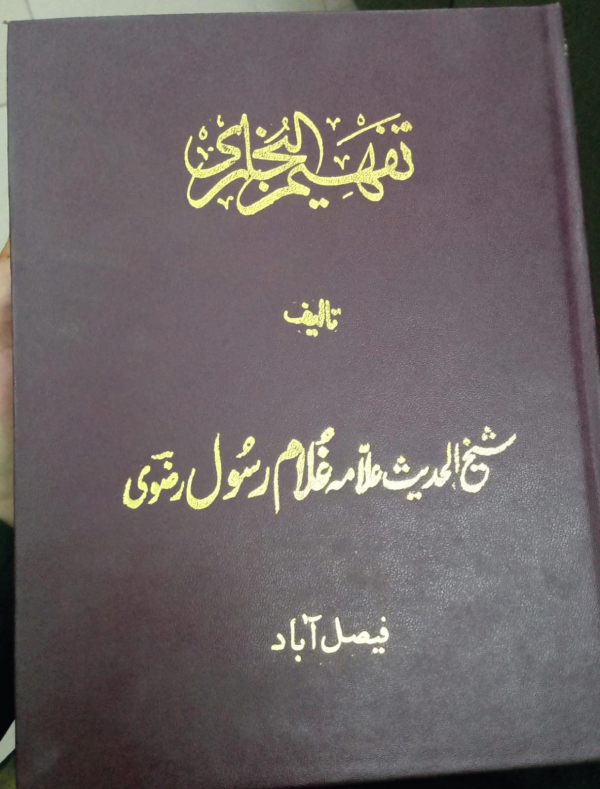 تفہیم البخاری
تالیف
شیخ الحدیث علامہ غلام رسول رضوی
فیصل آباد